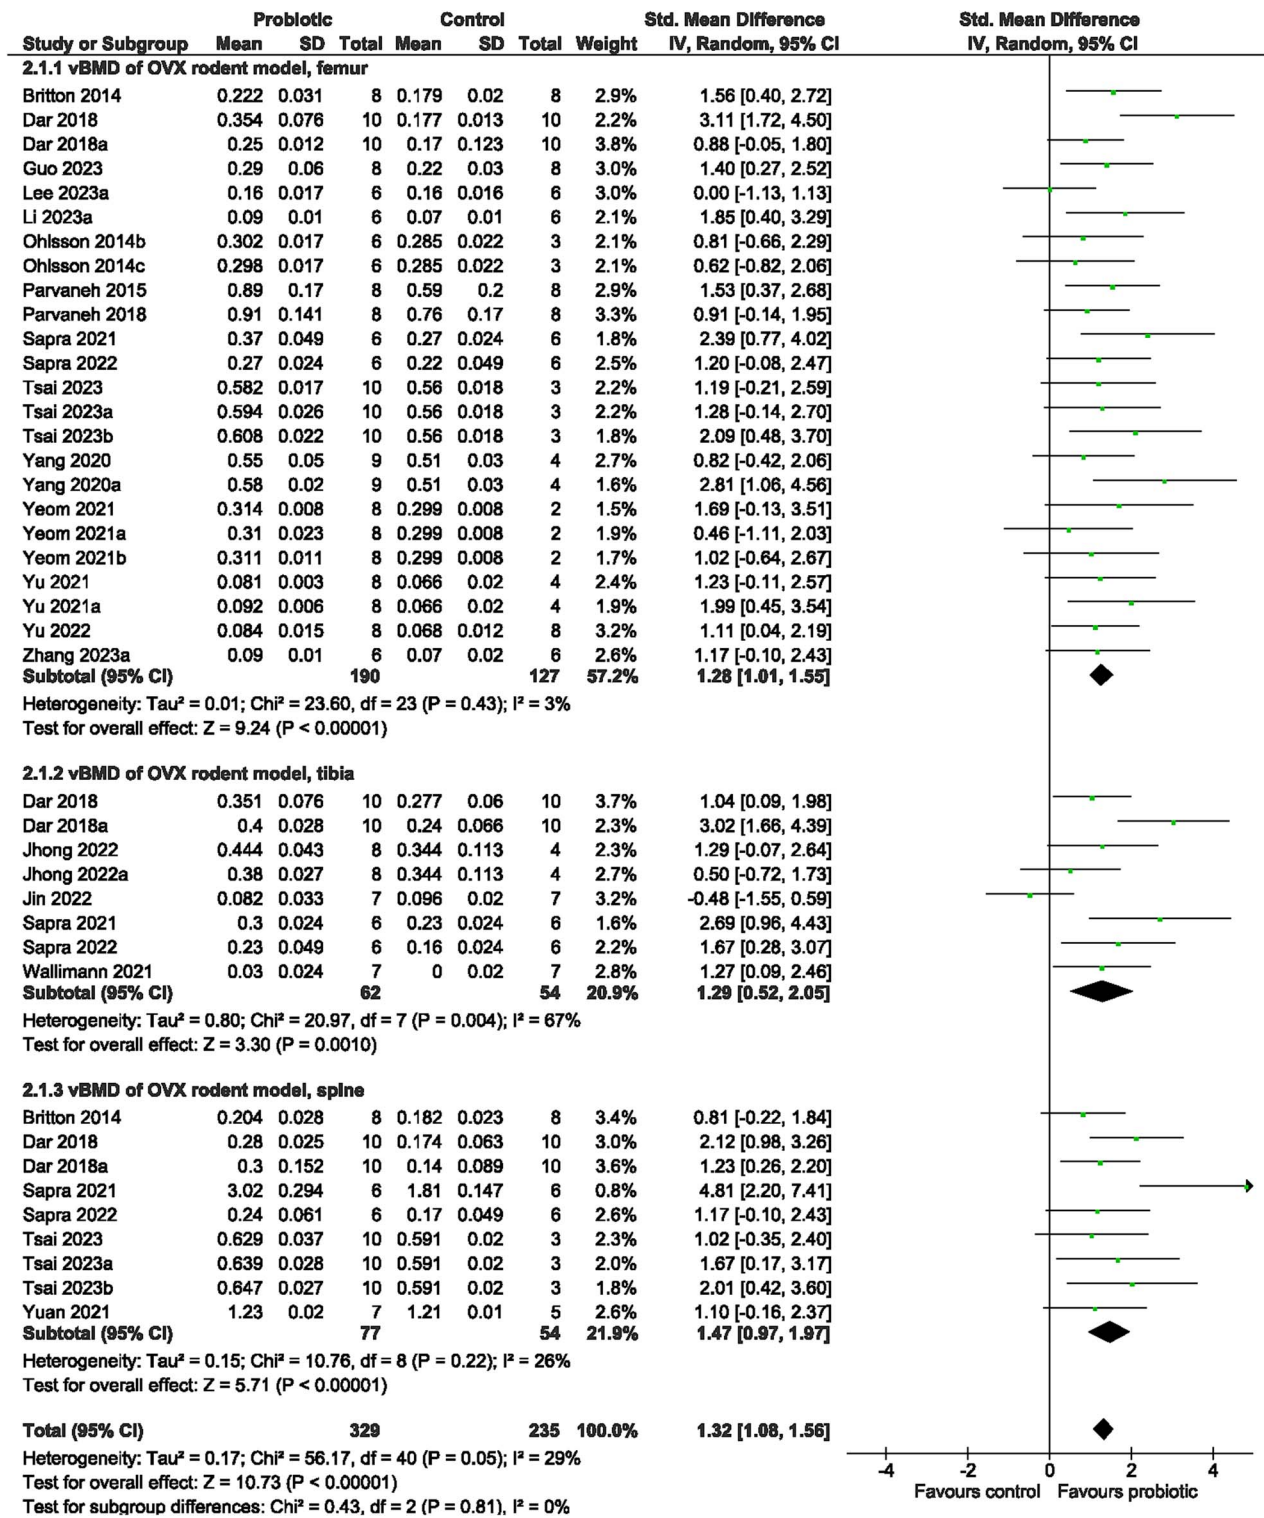 Probiotic Control Std. Mean Difference Std. Mean Difference
Study or Subgroup Mean SD Total Mean SD Total Weight IV, Random, 95% CI IV, Random, 95% CI
2.1.1 vBMD of OVX rodent model, femur
Britton 2014 0.222 0.031 8 0.179 0.02 8 2.9% 1.56 [0.40, 2.72]
Dar 2018 0.354 0.076 10 0.177 0.013 10 2.2% 3.11 [1.72, 4.50]
Dar 2018a 0.25 0.012 10 0.17 0.123 10 3.8% 0.88 [-0.05, 1.80]
Guo 2023 0.29 0.06 8 0.22 0.03 8 3.0% 1.40 [0.27, 2.52]
Lee 2023a 0.16 0.017 6 0.16 0.016 6 3.0% 0.00 [-1.13, 1.13]
Li 2023a 0.09 0.01 6 0.07 0.01 6 2.1% 1.85 [0.40, 3.29]
Ohlsson 2014b 0.302 0.017 6 0.285 0.022 3 2.1% 0.81 [-0.66, 2.29]
Ohlsson 2014c 0.298 0.017 6 0.285 0.022 3 2.1% 0.62 [-0.82, 2.06]
Parvaneh 2015 0.89 0.17 8 0.59 0.2 8 2.9% 1.53 [0.37, 2.68]
Parvaneh 2018 0.91 0.141 8 0.76 0.17 8 3.3% 0.91 [-0.14, 1.95]
Sapra 2021 0.37 0.049 6 0.27 0.024 6 1.8% 2.39 [0.77, 4.02]
Sapra 2022 0.27 0.024 6 0.22 0.049 6 2.5% 1.20 [-0.08, 2.47]
Tsai 2023 0.582 0.017 10 0.56 0.018 3 2.2% 1.19 [-0.21, 2.59]
Tsai 2023a 0.594 0.026 10 0.56 0.018 3 2.2% 1.28 [-0.14, 2.70]
Tsai 2023b 0.608 0.022 10 0.56 0.018 3 1.8% 2.09 [0.48, 3.70]
Yang 2020 0.55 0.05 9 0.51 0.03 4 2.7% 0.82 [-0.42, 2.06]
Yang 2020a 0.58 0.02 9 0.51 0.03 4 1.6% 2.81 [1.06, 4.56]
Yeom 2021 0.314 0.008 8 0.299 0.008 2 1.5% 1.69 [-0.13, 3.51]
Yeom 2021a 0.31 0.023 8 0.299 0.008 2 1.9% 0.46 [-1.11, 2.03]
Yeom 2021b 0.311 0.011 8 0.299 0.008 2 1.7% 1.02 [-0.64, 2.67]
Yu 2021 0.081 0.003 8 0.066 0.02 4 2.4% 1.23 [-0.11, 2.57]
Yu 2021a 0.092 0.006 8 0.066 0.02 4 1.9% 1.99 [0.45, 3.54]
Yu 2022 0.084 0.015 8 0.068 0.012 8 3.2% 1.11 [0.04, 2.19]
Zhang 2023a 0.09 0.01 6 0.07 0.02 6 2.6% 1.17 [-0.10, 2.43]
Subtotal (95% CI) 190 127 57.2% 1.28 [1.01, 1.55]
Heterogeneity: Tau² = 0.01; Chi² = 23.60, df = 23 (P = 0.43); I² = 3%
Test for overall effect: Z = 9.24 (P < 0.00001)
2.1.2 vBMD of OVX rodent model, tibia
Dar 2018 0.351 0.076 10 0.277 0.06 10 3.7% 1.04 [0.09, 1.98]
Dar 2018a 0.4 0.028 10 0.24 0.066 10 2.3% 3.02 [1.66, 4.39]
Jhong 2022 0.444 0.043 8 0.344 0.113 4 2.3% 1.29 [-0.07, 2.64]
Jhong 2022a 0.38 0.027 8 0.344 0.113 4 2.7% 0.50 [-0.72, 1.73]
Jin 2022 0.082 0.033 7 0.096 0.02 7 3.2% -0.48 [-1.55, 0.59]
Sapra 2021 0.3 0.024 6 0.23 0.024 6 1.6% 2.69 [0.96, 4.43]
Sapra 2022 0.23 0.049 6 0.16 0.024 6 2.2% 1.67 [0.28, 3.07]
Wallimann 2021 0.03 0.024 7 0 0.02 7 2.8% 1.27 [0.09, 2.46]
Subtotal (95% CI) 62 54 20.9% 1.29 [0.52, 2.05]
Heterogeneity: Tau² = 0.80; Chi² = 20.97, df = 7 (P = 0.004); I² = 67%
Test for overall effect: Z = 3.30 (P = 0.0010)
2.1.3 vBMD of OVX rodent model, spine
Britton 2014 0.204 0.028 8 0.182 0.023 8 3.4% 0.81 [-0.22, 1.84]
Dar 2018 0.28 0.025 10 0.174 0.063 10 3.0% 2.12 [0.98, 3.26]
Dar 2018a 0.3 0.152 10 0.14 0.089 10 3.6% 1.23 [0.26, 2.20]
Sapra 2021 3.02 0.294 6 1.81 0.147 6 0.8% 4.81 [2.20, 7.41]
Sapra 2022 0.24 0.061 6 0.17 0.049 6 2.6% 1.17 [-0.10, 2.43]
Tsai 2023 0.629 0.037 10 0.591 0.02 3 2.3% 1.02 [-0.35, 2.40]
Tsai 2023a 0.639 0.028 10 0.591 0.02 3 2.0% 1.67 [0.17, 3.17]
Tsai 2023b 0.647 0.027 10 0.591 0.02 3 1.8% 2.01 [0.42, 3.60]
Yuan 2021 1.23 0.02 7 1.21 0.01 5 2.6% 1.10 [-0.16, 2.37]
Subtotal (95% CI) 77 54 21.9% 1.47 [0.97, 1.97]
Heterogeneity: Tau² = 0.15; Chi² = 10.76, df = 8 (P = 0.22); I² = 26%
Test for overall effect: Z = 5.71 (P < 0.00001)
Total (95% CI) 329 235 100.0% 1.32 [1.08, 1.56]
Heterogeneity: Tau² = 0.17; Chi² = 56.17, df = 40 (P = 0.05); I² = 29%
Test for overall effect: Z = 10.73 (P < 0.00001)
Test for subgroup differences: Chi² = 0.43, df = 2 (P = 0.81), I² = 0%
-4 -2 0 2 4
Favours control Favours probiotic